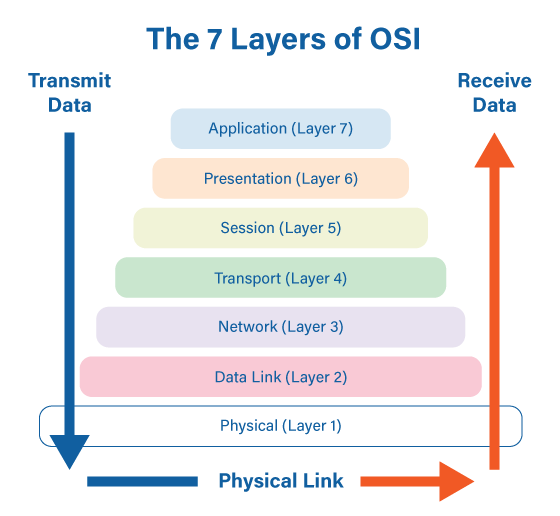 The 7 Layers of OSI
Transmit
Data
Receive
Data
Application (Layer 7)
Presentation (Layer 6)
Session (Layer 5)
Transport (Layer 4)
Network (Layer 3)
Data Link (Layer 2)
Physical (Layer 1)
Physical Link